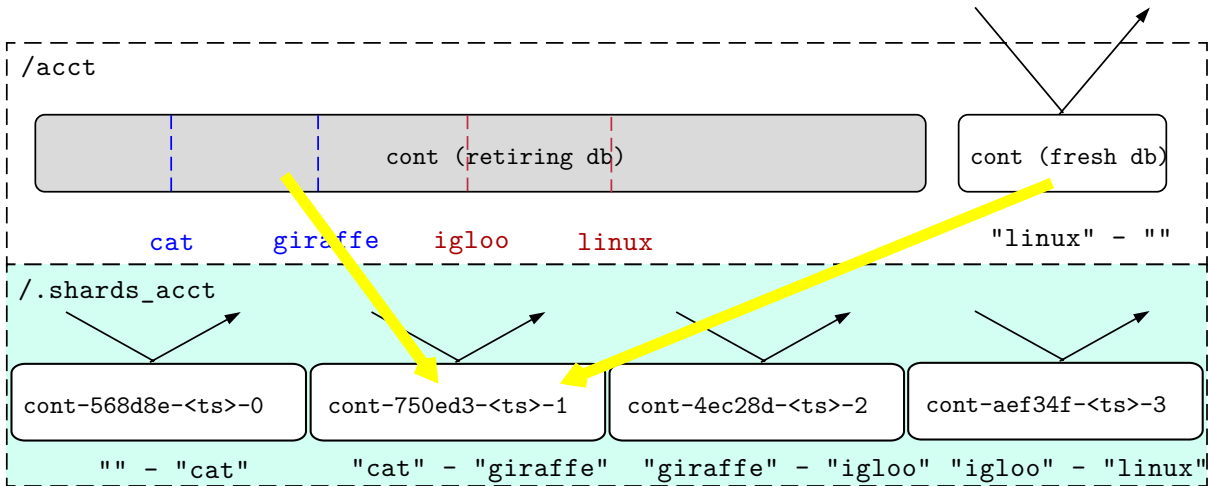 /acct
cont (retiring db)
cont (fresh db)
cat
giraffe
igloo
linux
"linux" - ""
/.shards_acct
cont-568d8e-<ts>-0
cont-750ed3-<ts>-1
cont-4ec28d-<ts>-2
cont-aef34f-<ts>-3
"" - "cat"
"cat" - "giraffe"
"giraffe" - "igloo"
"igloo" - "linux"